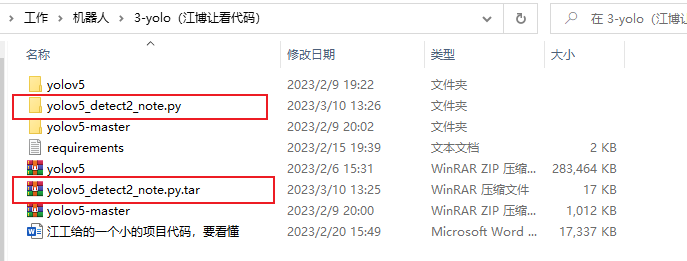 工作 > 机器人 > 3-yolo（江博让看代码） 在 3-yolo（江博让看代码）
名称 修改日期 类型 大小
yolov5 2023/2/9 19:22 文件夹
yolov5_detect2_note.py 2023/3/10 13:26 文件夹
yolov5-master 2023/2/9 20:02 文件夹
requirements 2023/2/15 19:39 文本文档 2 KB
yolov5 2023/2/6 15:31 WinRAR ZIP 压缩... 283,464 KB
yolov5_detect2_note.py.tar 2023/3/10 13:25 WinRAR 压缩文件 17 KB
yolov5-master 2023/2/9 20:00 WinRAR ZIP 压缩... 1,012 KB
江工给的一个小的项目代码，要看懂 2023/2/20 15:49 Microsoft Word ... 17,337 KB